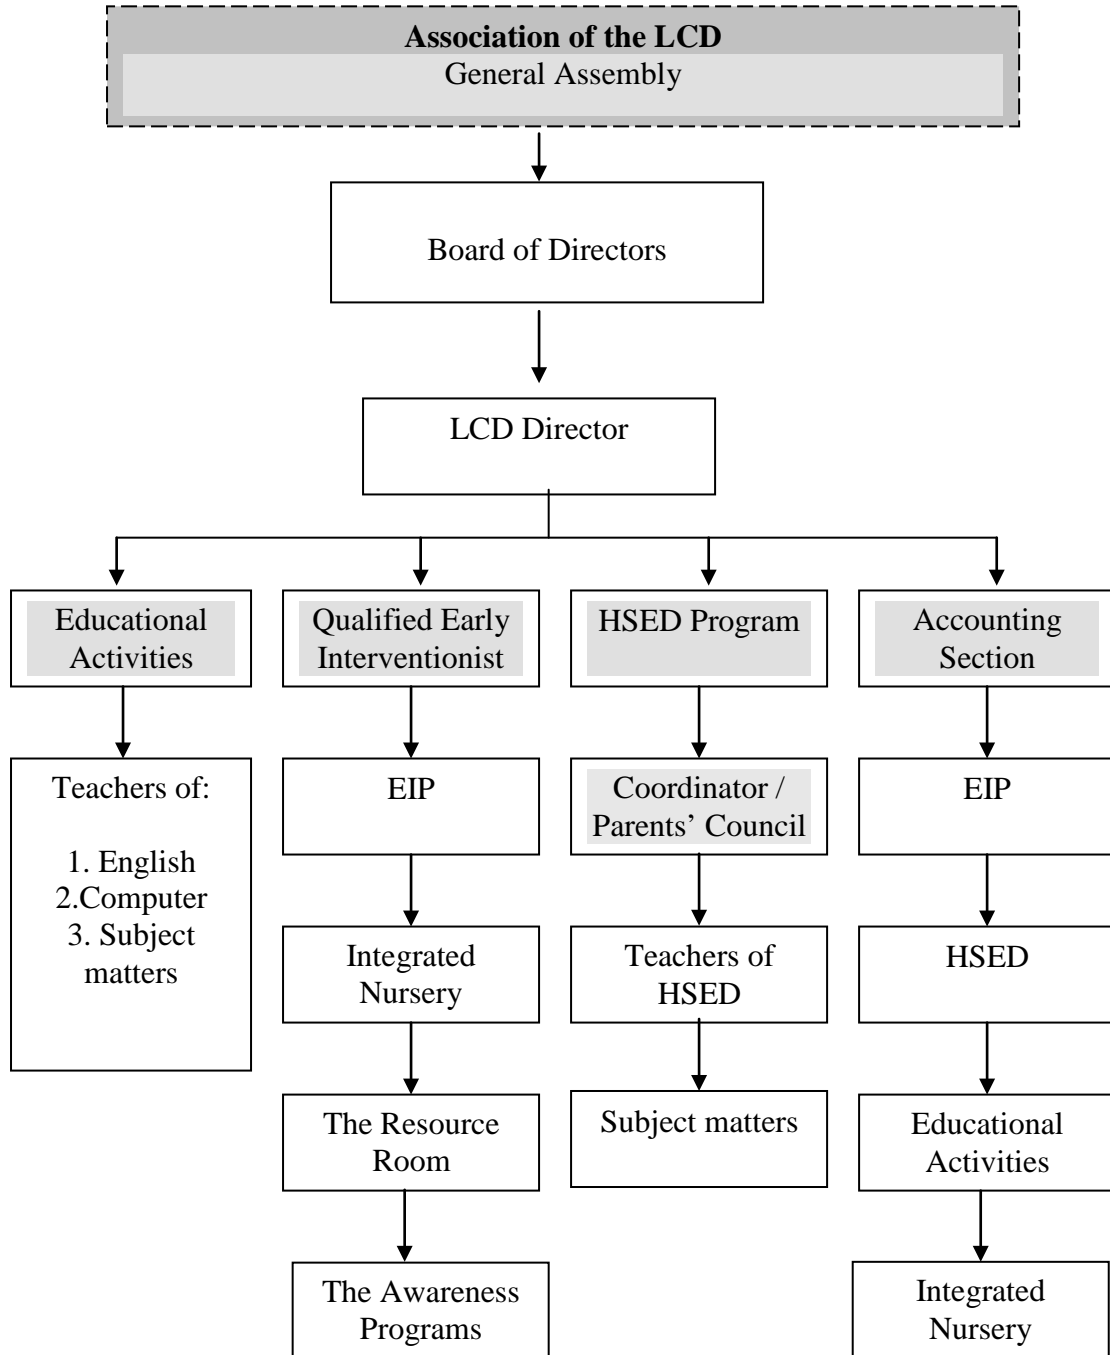 Association of the LCD
General Assembly
Board of Directors
LCD Director
Educational
Activities
Qualified Early
Interventionist
HSED Program
Accounting
Section
Teachers of:
1. English
2.Computer
3. Subject
matters
EIP
Coordinator /
Parents’ Council
EIP
Integrated
Nursery
Teachers of
HSED
HSED
The Resource
Room
Subject matters
Educational
Activities
The Awareness
Programs
Integrated
Nursery